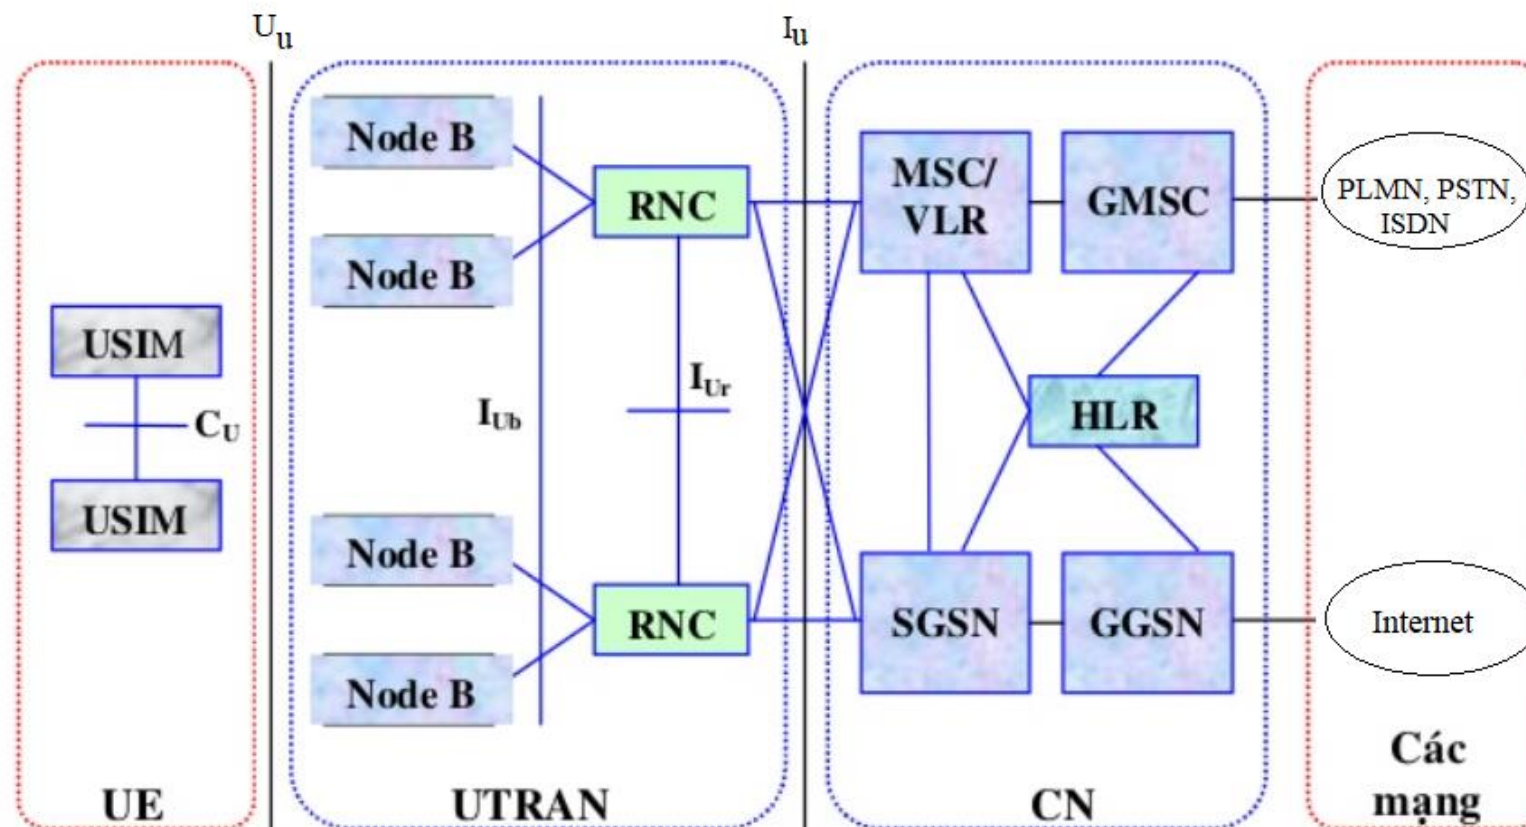 Uu
Iu
Node B
Node B
RNC
MSC/
VLR
GMSC
PLMN, PSTN,
ISDN
USIM
CU
USIM
IUb
IUr
HLR
Node B
Node B
RNC
SGSN
GGSN
Internet
UE
UTRAN
CN
Các
mạng